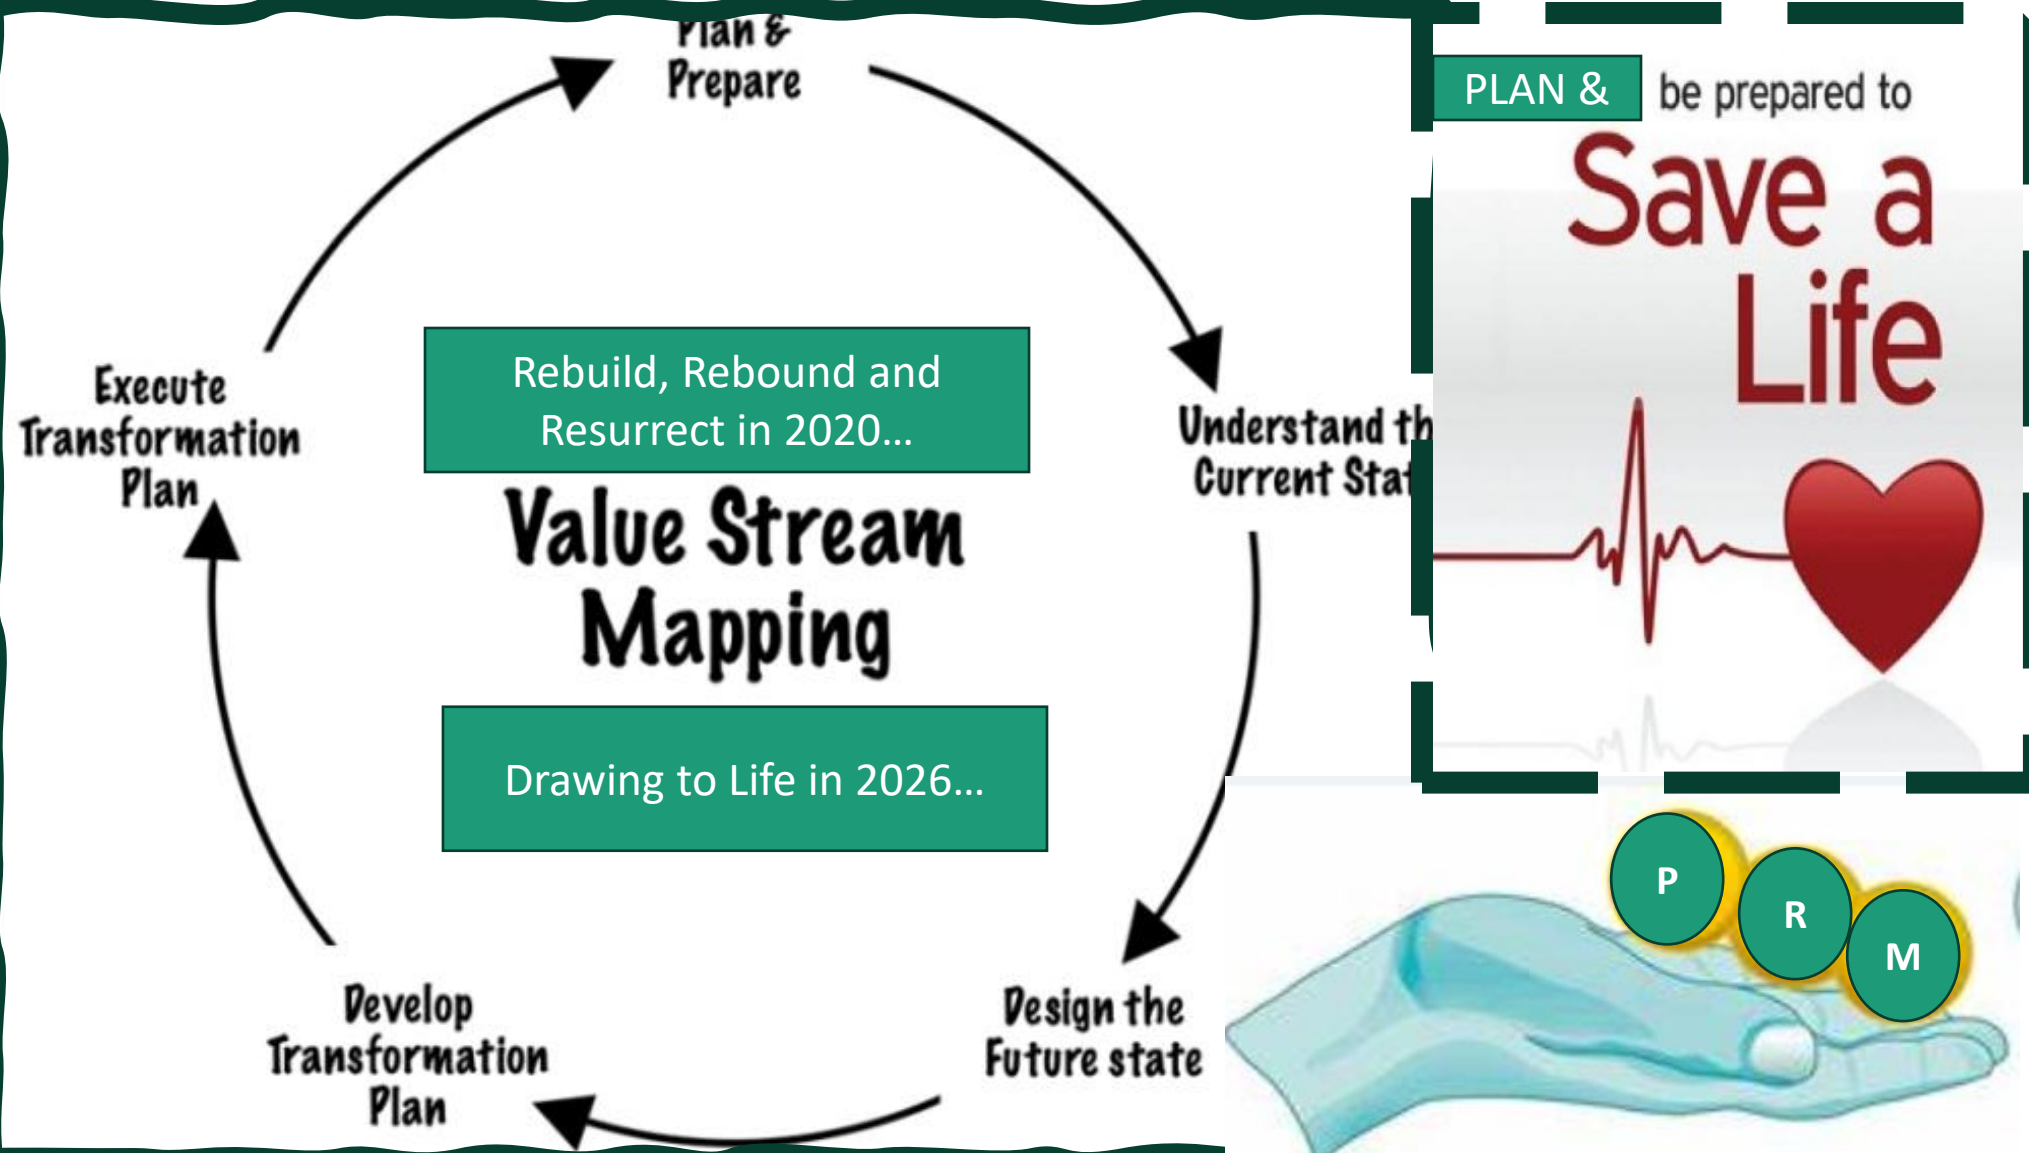 Plan &
Prepare
Understand th
Current Stat
Design the
Future state
Develop
Transformation
Plan
Execute
Transformation
Plan
Rebuild, Rebound and
Resurrect in 2020...
Value Stream
Mapping
Drawing to Life in 2026...
PLAN & be prepared to
Save a
Life
P
R
M